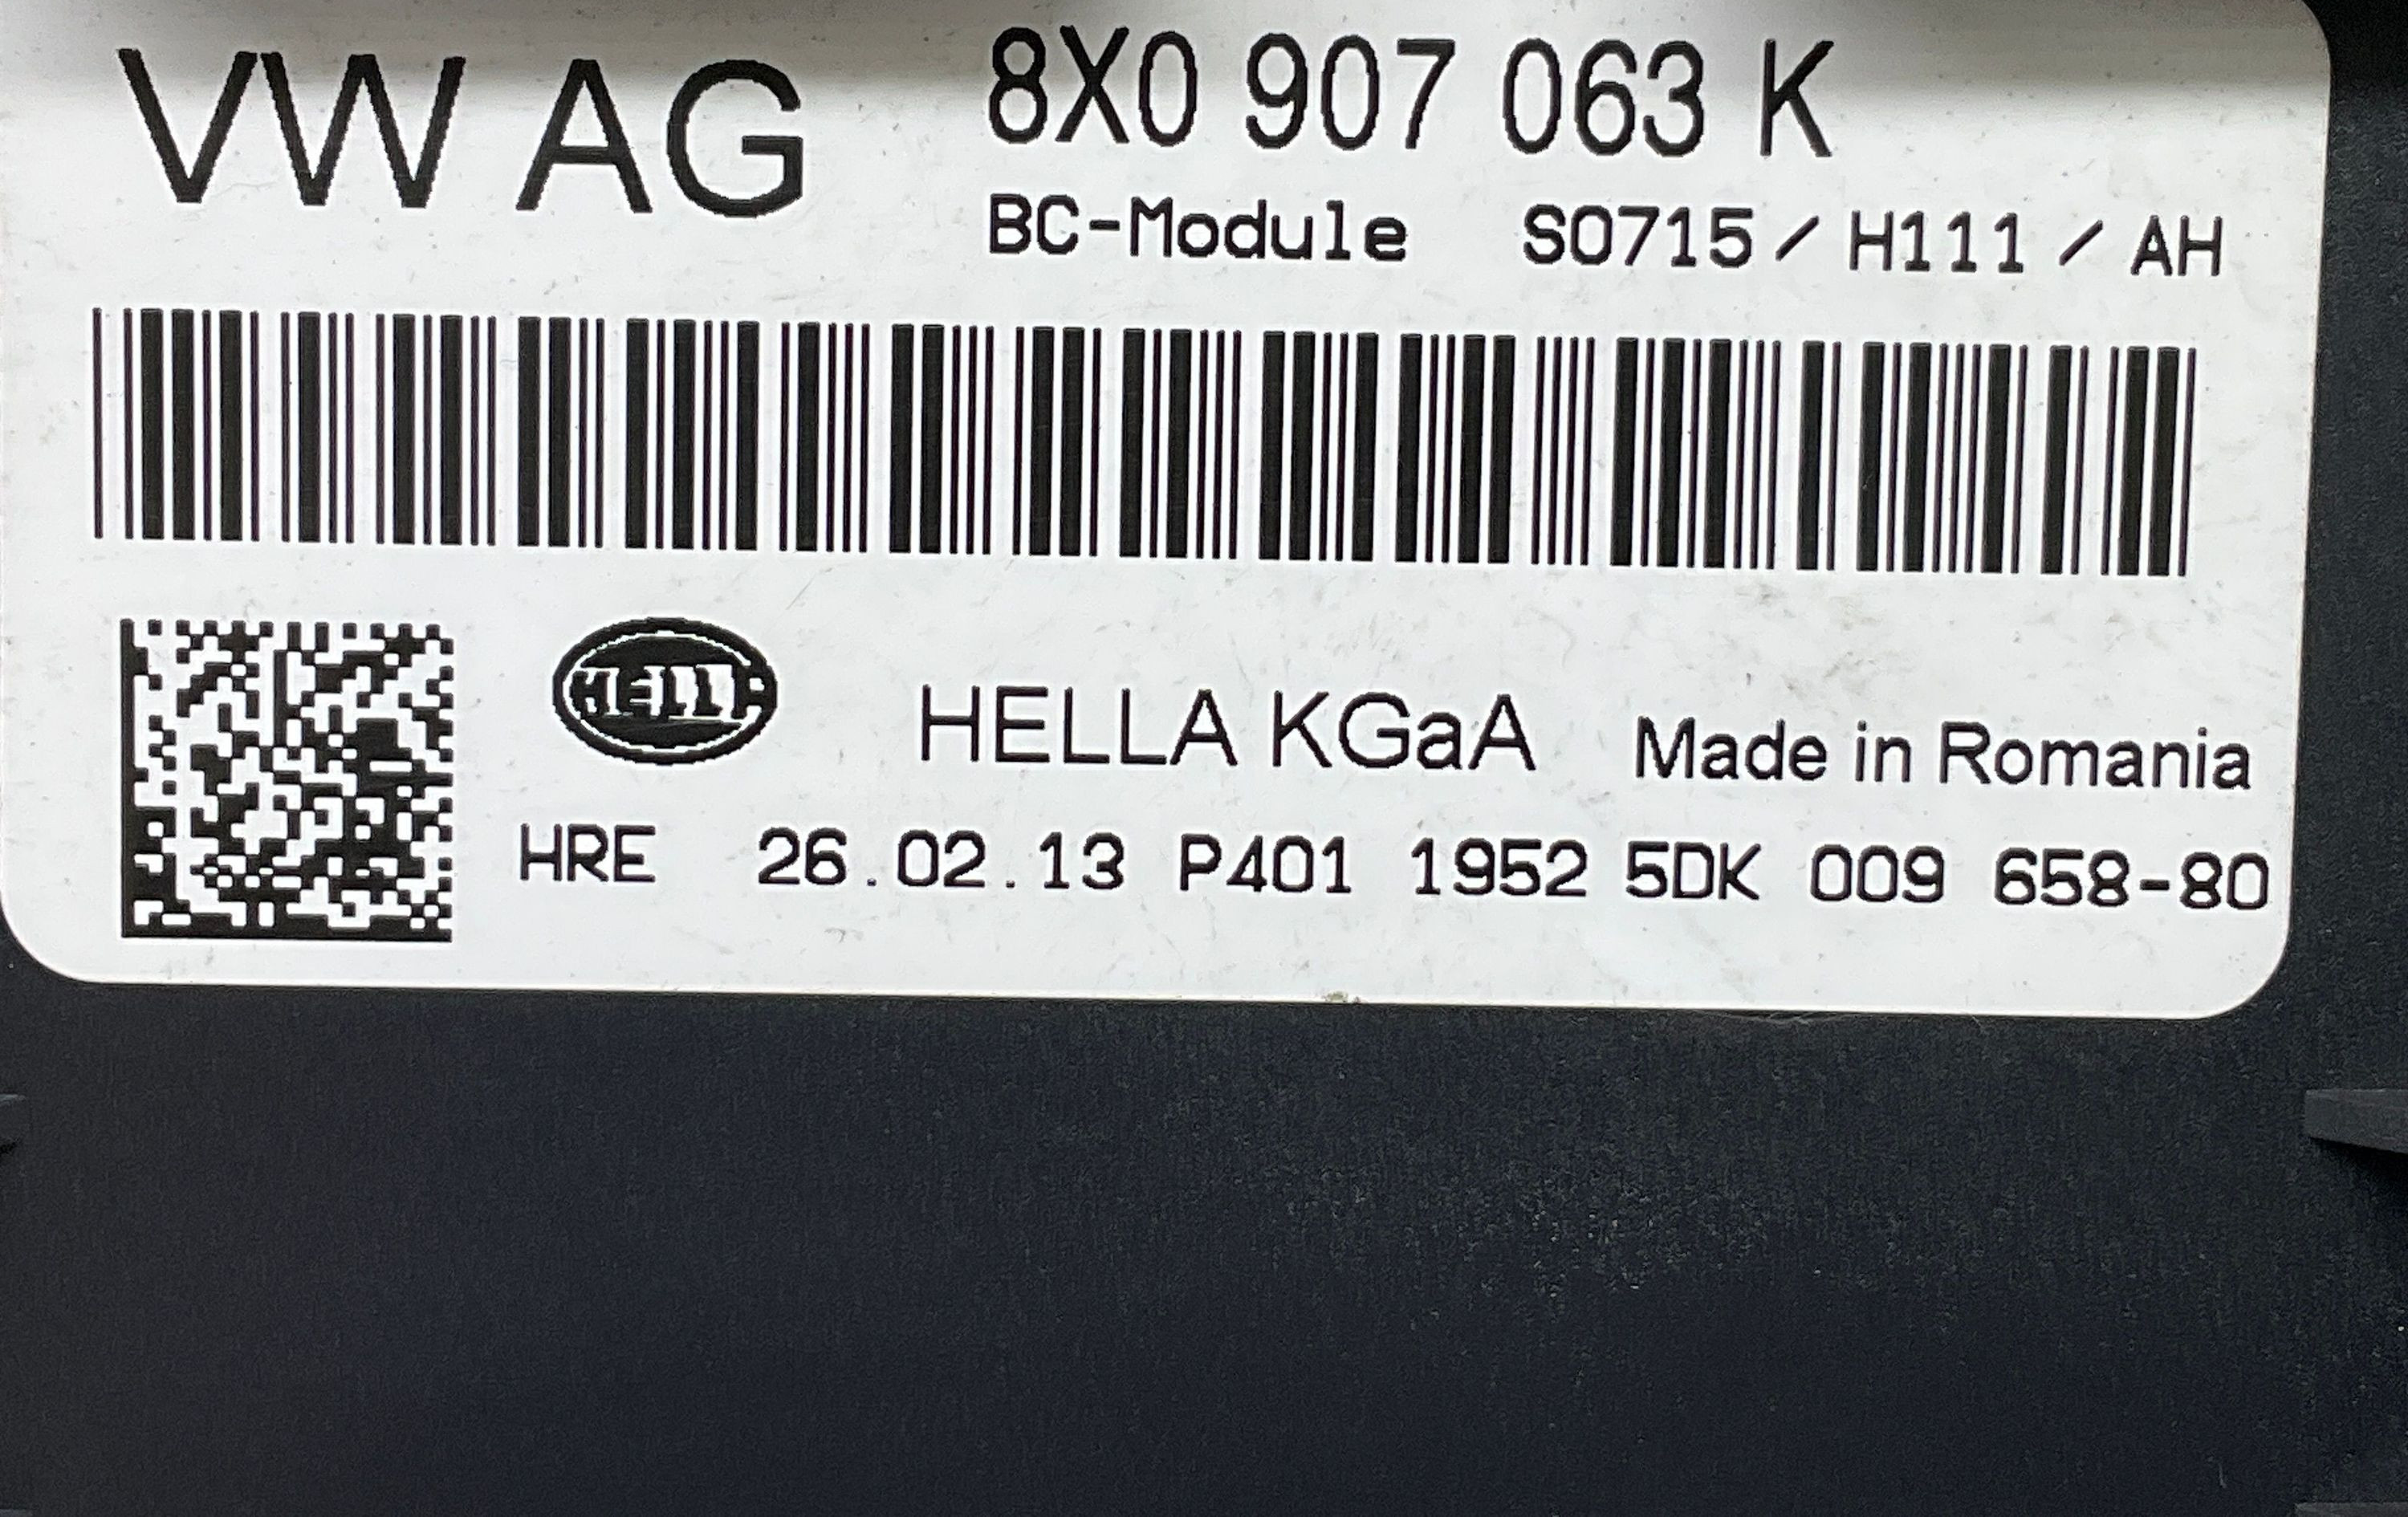 VW AG 8X0 907 063 K
BC-Module S0715 / H111 / AH
HELLA HELLA KGaA Made in Romania
HRE 26.02.13 P401 1952 5DK 009 658-80